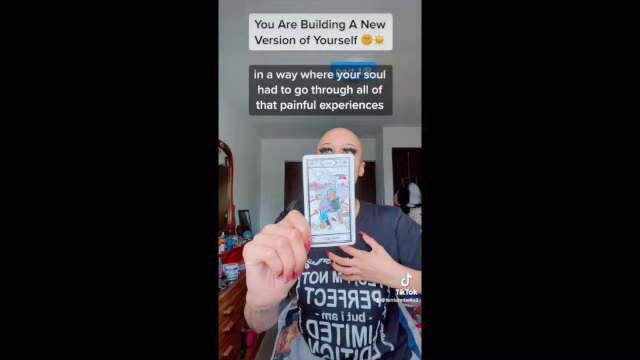 You Are Building A New
Version of Yourself 🌞☀️
in a way where your soul
had to go through all of
that painful experiences
I'M NOT
PERFECT
- but i am -
LIMITED
EDITION
TikTok